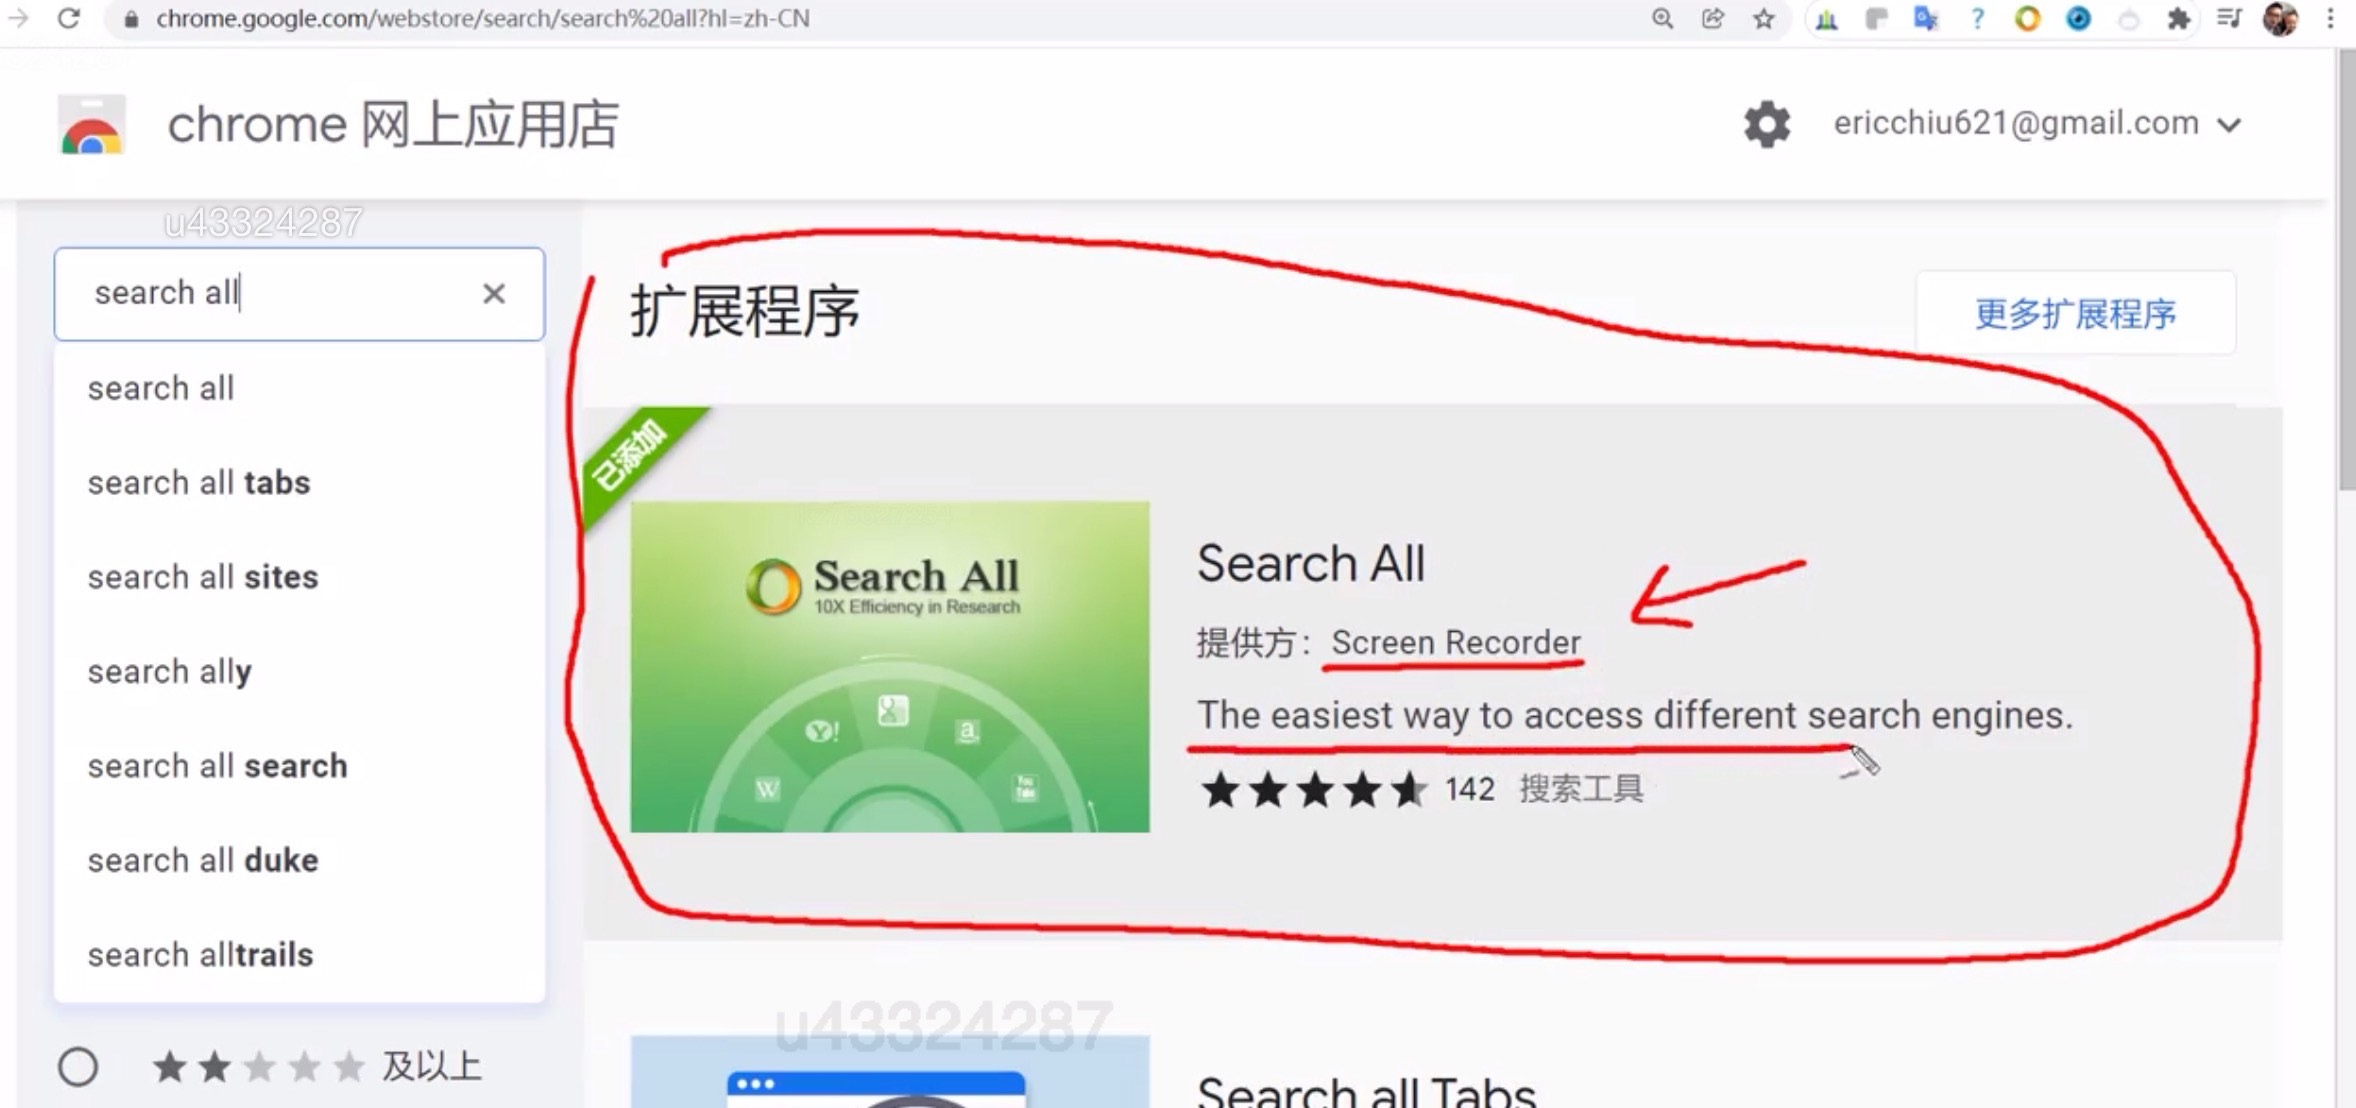 chrome.google.com/webstore/search/search%20all?hl=zh-CN
chrome 网上应用店
ericchiu621@gmail.com
u43324287
search all
search all
search all tabs
search all sites
search ally
search all search
search all duke
search alltrails
及以上
扩展程序
更多扩展程序
已添加
Search All
10X Efficiency in Research
Y!
a
W
You Tube
Search All
提供方： Screen Recorder
The easiest way to access different search engines.
142 搜索工具
u43324287
Search all Tabs